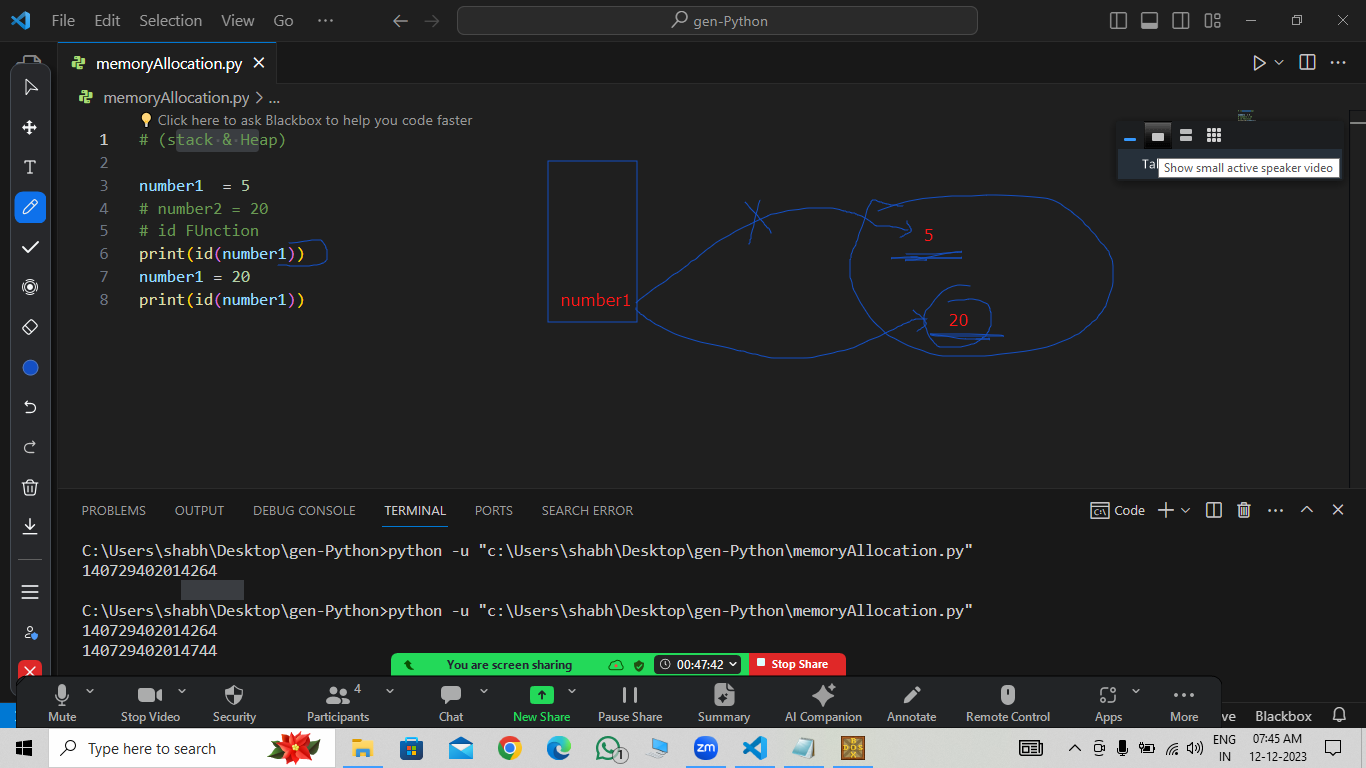 File Edit Selection View Go ··· gen-Python
memoryAllocation.py
memoryAllocation.py > ...
Click here to ask Blackbox to help you code faster
1 # (stack & Heap)
2
3 number1  = 5
4 # number2 = 20
5 # id FUnction
6 print(id(number1))
7 number1 = 20
8 print(id(number1))
Show small active speaker video
5
number1
20
PROBLEMS OUTPUT DEBUG CONSOLE TERMINAL PORTS SEARCH ERROR Code
C:\Users\shabh\Desktop\gen-Python>python -u "c:\Users\shabh\Desktop\gen-Python\memoryAllocation.py"
140729402014264
C:\Users\shabh\Desktop\gen-Python>python -u "c:\Users\shabh\Desktop\gen-Python\memoryAllocation.py"
140729402014264
140729402014744
You are screen sharing 00:47:42 Stop Share
4
Mute Stop Video Security Participants Chat New Share Pause Share Summary AI Companion Annotate Remote Control Apps More
Blackbox
Type here to search 1 zm DOS ENG 07:45 AM
IN 12-12-2023